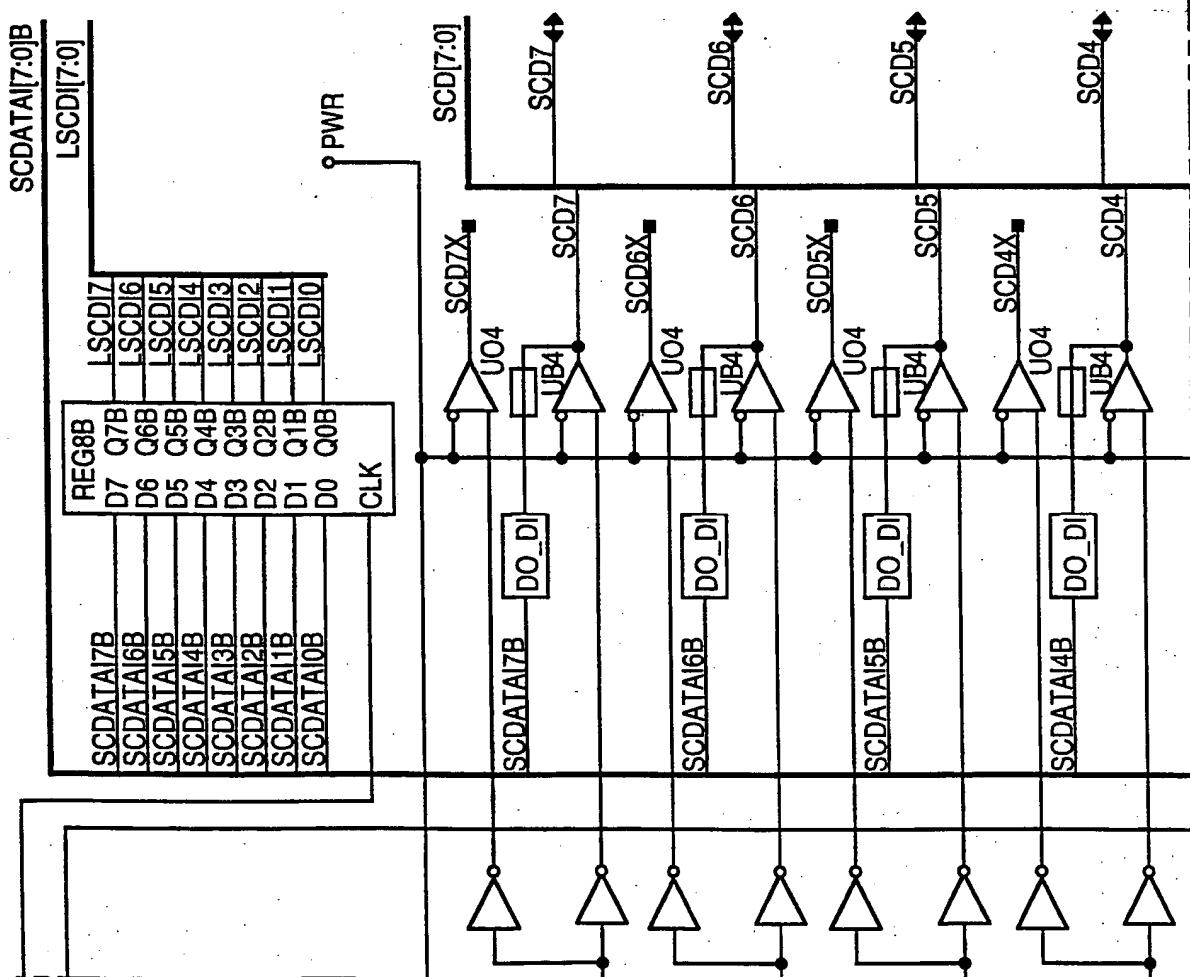 SCDATAI[7:0]B
LSCDI[7:0]
LSCDI7
LSCDI6
LSCDI5
LSCDI4
LSCDI3
LSCDI2
LSCDI1
LSCDI0
REG8B
D7 Q7B
D6 Q6B
D5 Q5B
D4 Q4B
D3 Q3B
D2 Q2B
D1 Q1B
D0 Q0B
CLK
SCDATAI7B
SCDATAI6B
SCDATAI5B
SCDATAI4B
SCDATAI3B
SCDATAI2B
SCDATAI1B
SCDATAI0B
PWR
SCD[7:0]
SCD7
SCD6
SCD5
SCD4
SCD7X
SCD7
SCD6X
SCD6
SCD5X
SCD5
SCD4X
SCD4
UO4
UB4
UO4
UB4
UO4
UB4
UO4
UB4
DO_DI
DO_DI
DO_DI
DO_DI
SCDATAI7B
SCDATAI6B
SCDATAI5B
SCDATAI4B